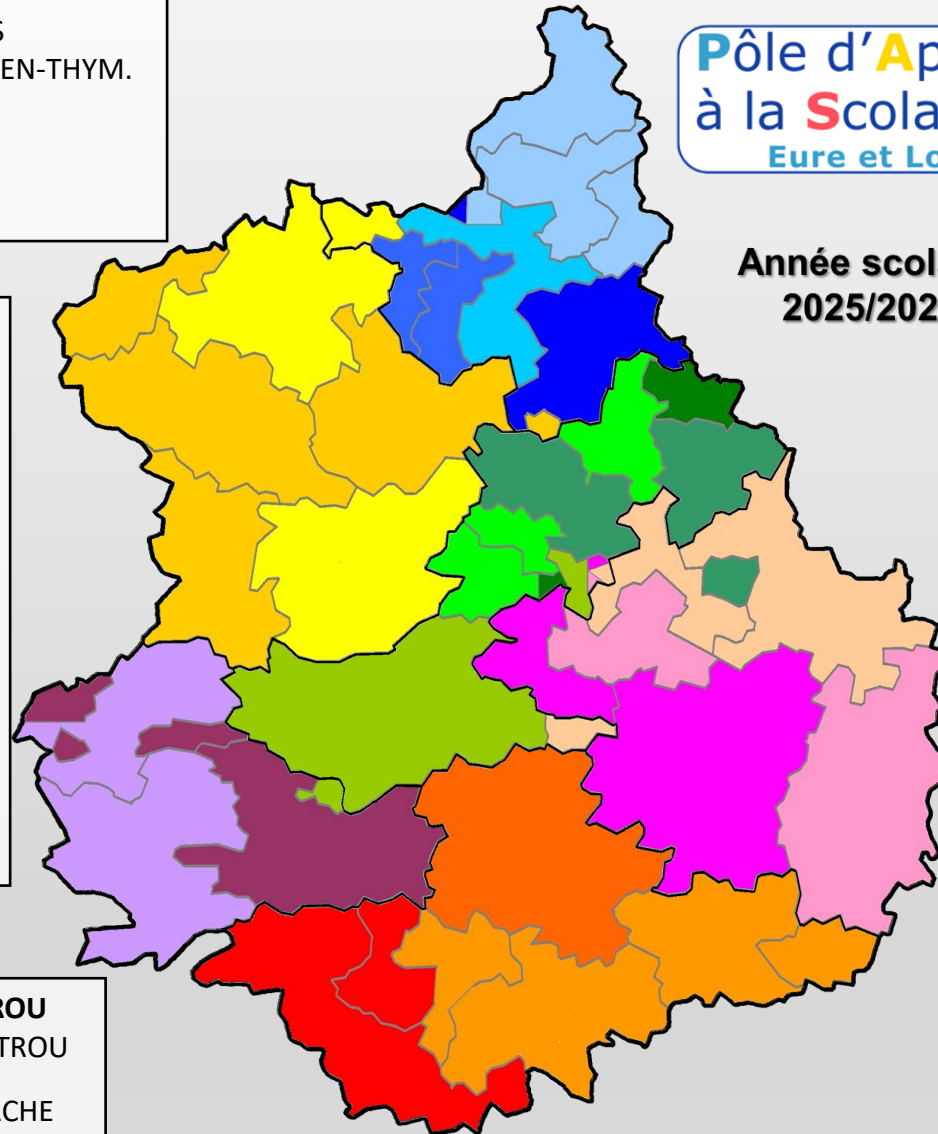 S
EN-THYM.
Pôle d'Ap
à la Scola
Eure et Lo
Année scol
2025/202
ROU
TROU
CHE